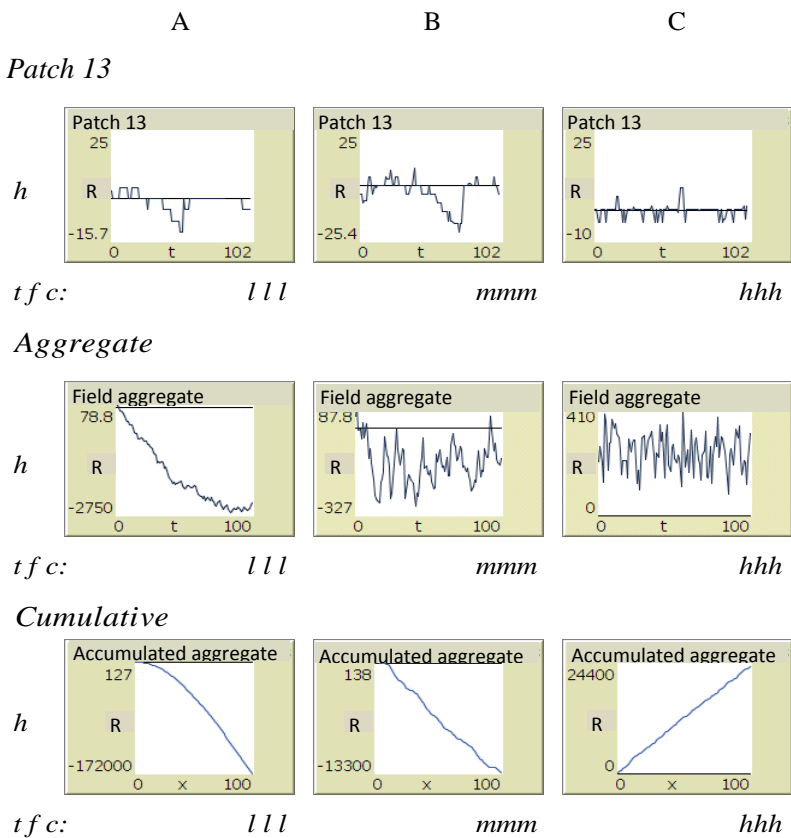 A B C
Patch 13
Patch 13 Patch 13 Patch 13
25 25 25
h R R R
-15.7 -25.4 -10
0 t 102 0 t 102 0 t 102
t f c: l l l mmm hhh
Aggregate
Field aggregate Field aggregate Field aggregate
78.8 87.8 410
h R R R
-2750 -327 0
0 t 100 0 t 100 0 t 100
t f c: l l l mmm hhh
Cumulative
Accumulated aggregate Accumulated aggregate Accumulated aggregate
127 138 24400
h R R R
-172000 -13300 0
0 x 100 0 x 100 0 x 100
t f c: l l l mmm hhh